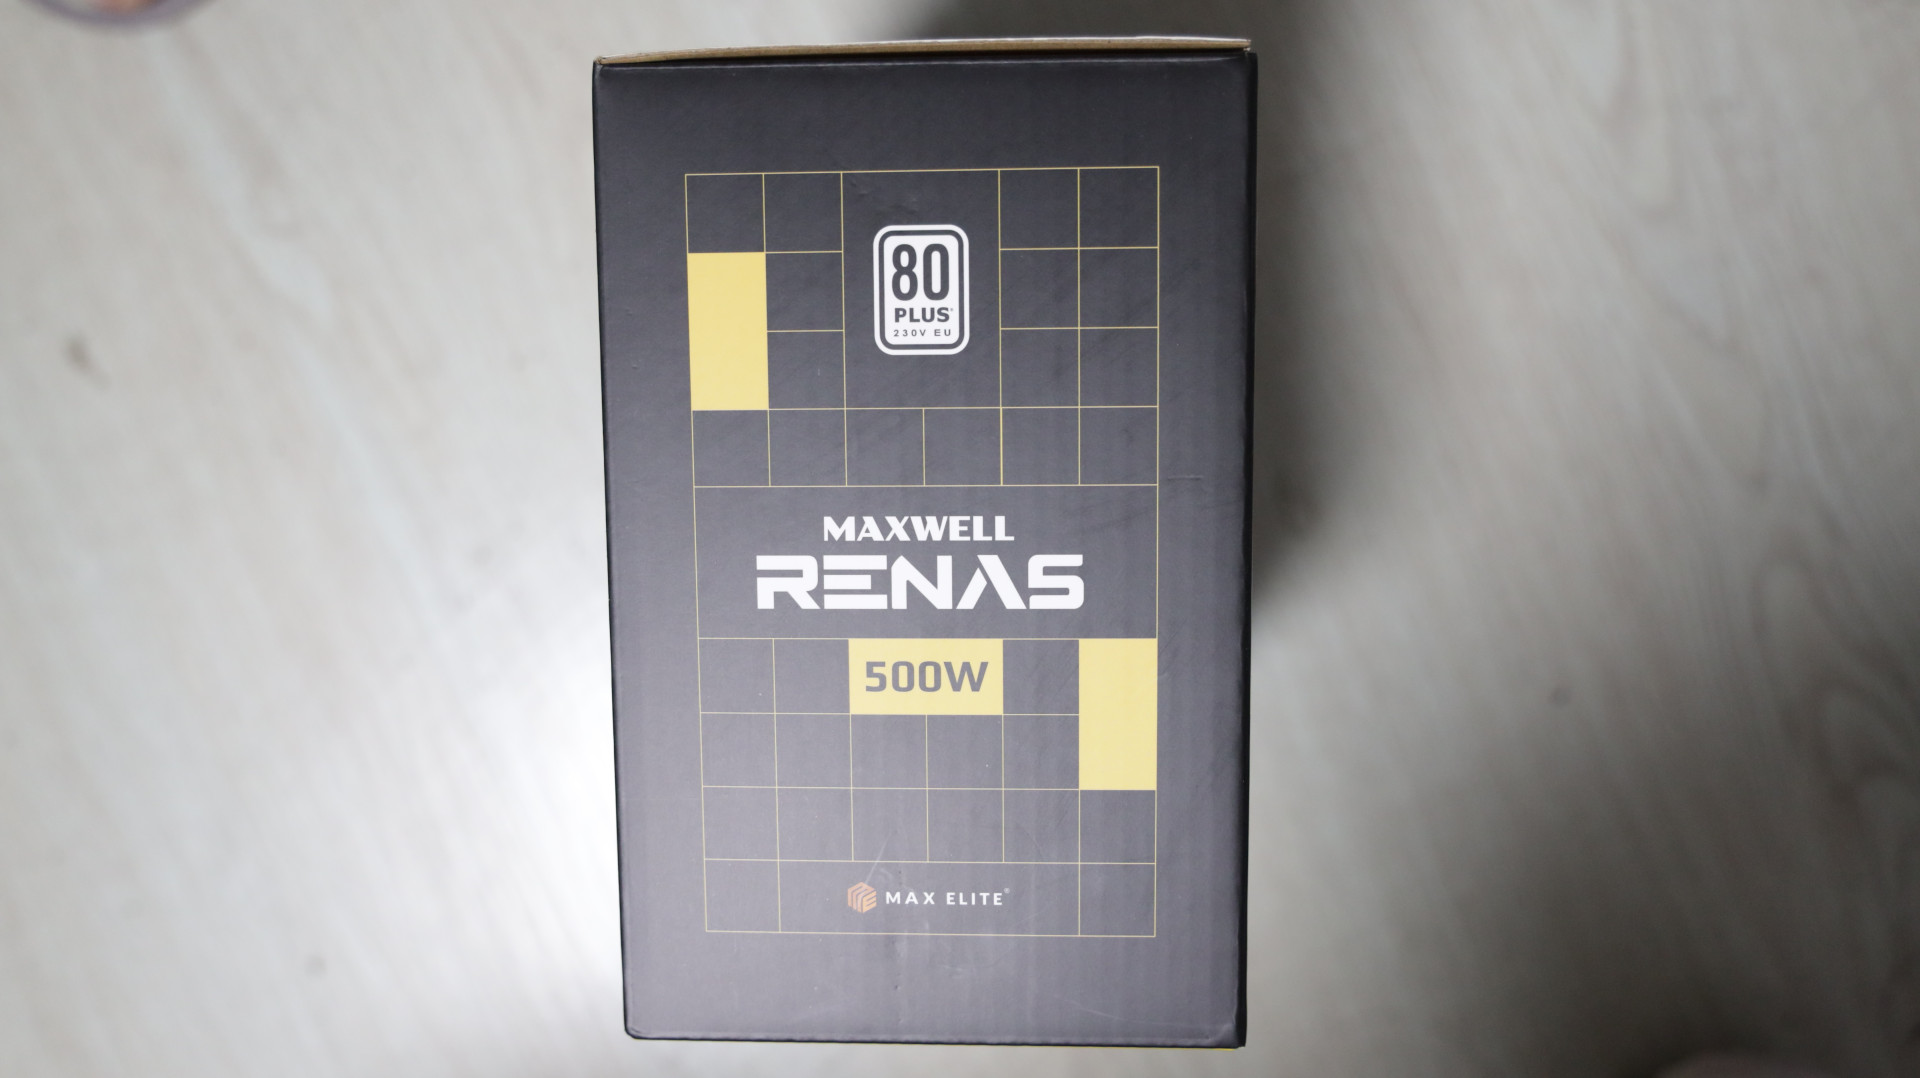 80
PLUS
230V EU
MAXWELL
RENAS
500W
MAX ELITE®